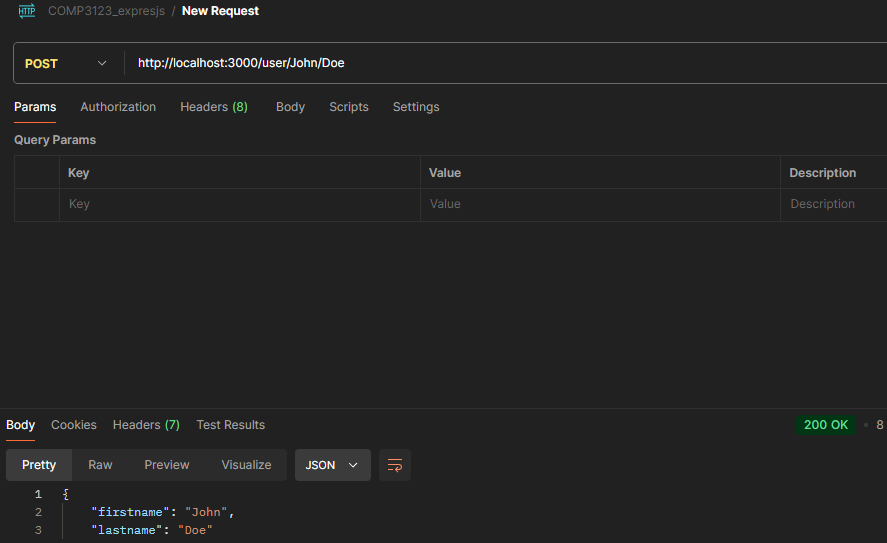 HTTP COMP3123_expresjs / New Request
POST http://localhost:3000/user/John/Doe
Params Authorization Headers (8) Body Scripts Settings
Query Params
Key Value Description
Key Value Description
Body Cookies Headers (7) Test Results 200 OK • 8
Pretty Raw Preview Visualize JSON
1 {
2 "firstname": "John",
3 "lastname": "Doe"